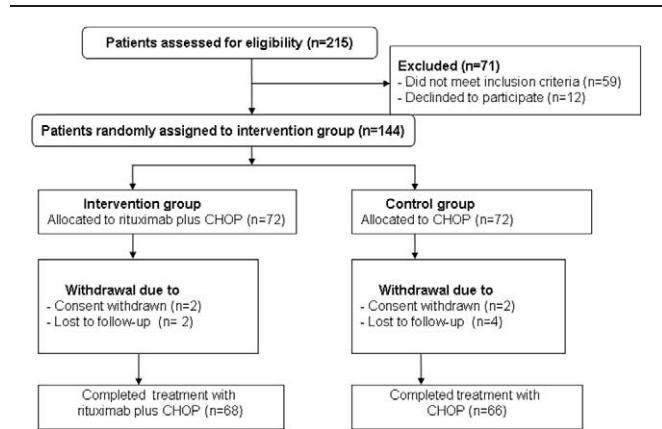 Patients assessed for eligibility (n=215)
Excluded (n=71)
- Did not meet inclusion criteria (n=59)
- Declinded to participate (n=12)
Patients randomly assigned to intervention group (n=144)
Intervention group
Allocated to rituximab plus CHOP (n=72)
Control group
Allocated to CHOP (n=72)
Withdrawal due to
- Consent withdrawn (n=2)
- Lost to follow-up (n= 2)
Withdrawal due to
- Consent withdrawn (n=2)
- Lost to follow-up (n=4)
Completed treatment with
rituximab plus CHOP (n=68)
Completed treatment with
CHOP (n=66)